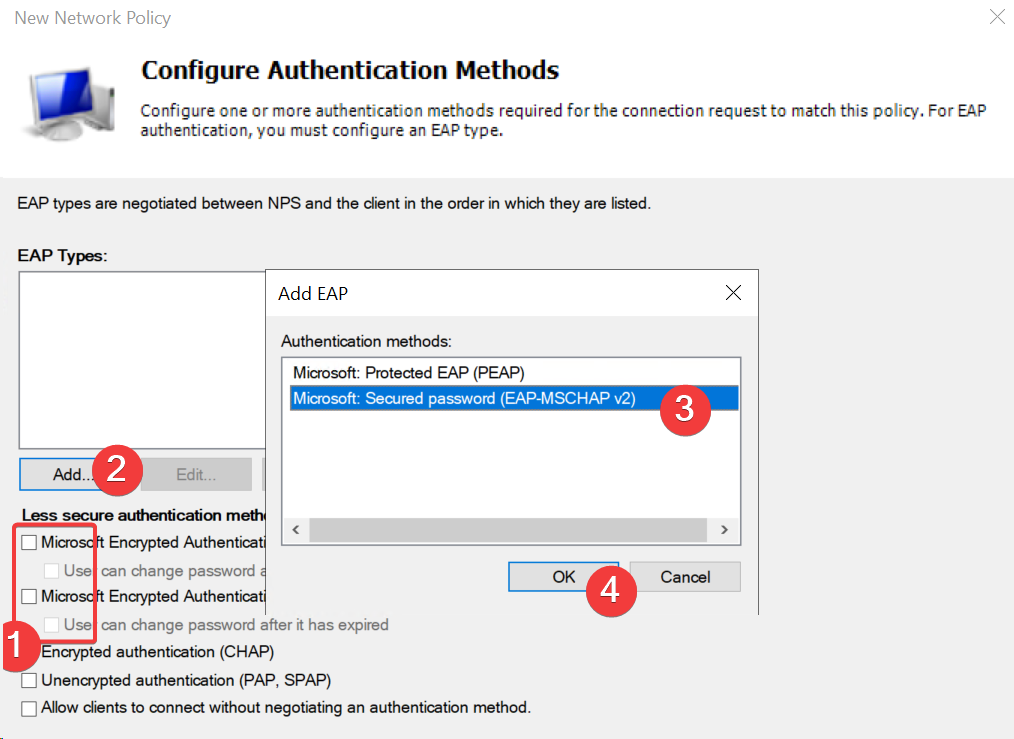 New Network Policy
Configure Authentication Methods
Configure one or more authentication methods required for the connection request to match this policy. For EAP
authentication, you must configure an EAP type.
EAP types are negotiated between NPS and the client in the order in which they are listed.
EAP Types:
Add EAP
Authentication methods:
Microsoft: Protected EAP (PEAP)
Microsoft: Secured password (EAP-MSCHAP v2)
3
Add...
2
Edit...
Less secure authentication metho
Microsoft Encrypted Authenticati
User can change password a
OK
4
Cancel
Microsoft Encrypted Authenticati
User can change password after it has expired
1
Encrypted authentication (CHAP)
Unencrypted authentication (PAP, SPAP)
Allow clients to connect without negotiating an authentication method.